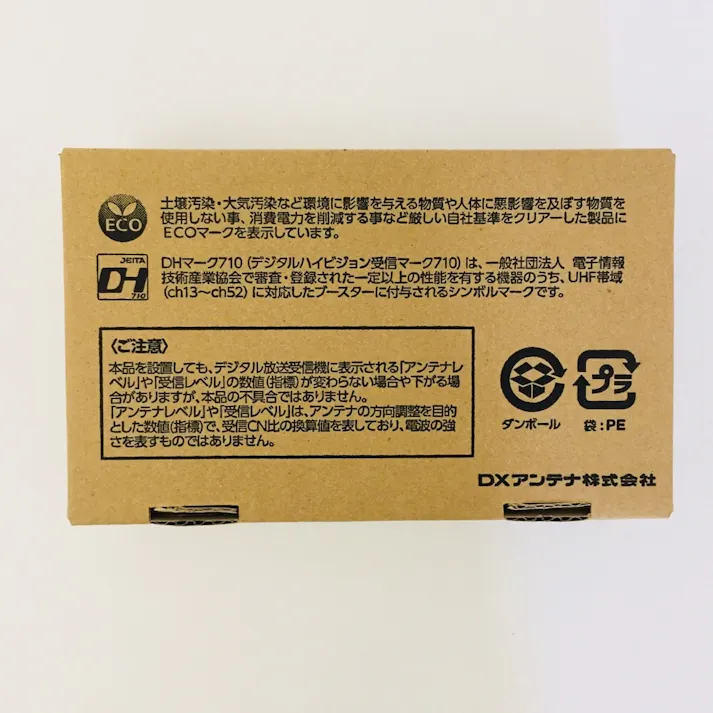 ECO
土壌汚染・大気汚染など環境に影響を与える物質や人体に悪影響を及ぼす物質を
使用しない事、消費電力を削減する事など厳しい自社基準をクリアーした製品に
ECOマークを表示しています。
JEITA
DH
710
DHマーク710（デジタルハイビジョン受信マーク710）は、一般社団法人 電子情報
技術産業協会で審査・登録された一定以上の性能を有する機器のうち、UHF帯域
（ch13〜ch52）に対応したブースターに付与されるシンボルマークです。
〈ご注意〉
本品を設置しても、デジタル放送受信機に表示される「アンテナレ
ベル」や「受信レベル」の数値（指標）が変わらない場合や下がる場
合がありますが、本品の不具合ではありません。
「アンテナレベル」や「受信レベル」は、アンテナの方向調整を目的
とした数値（指標）で、受信CN比の換算値を表しており、電波の強
さを表すものではありません。
プラ
ダンボール
袋：PE
DXアンテナ株式会社